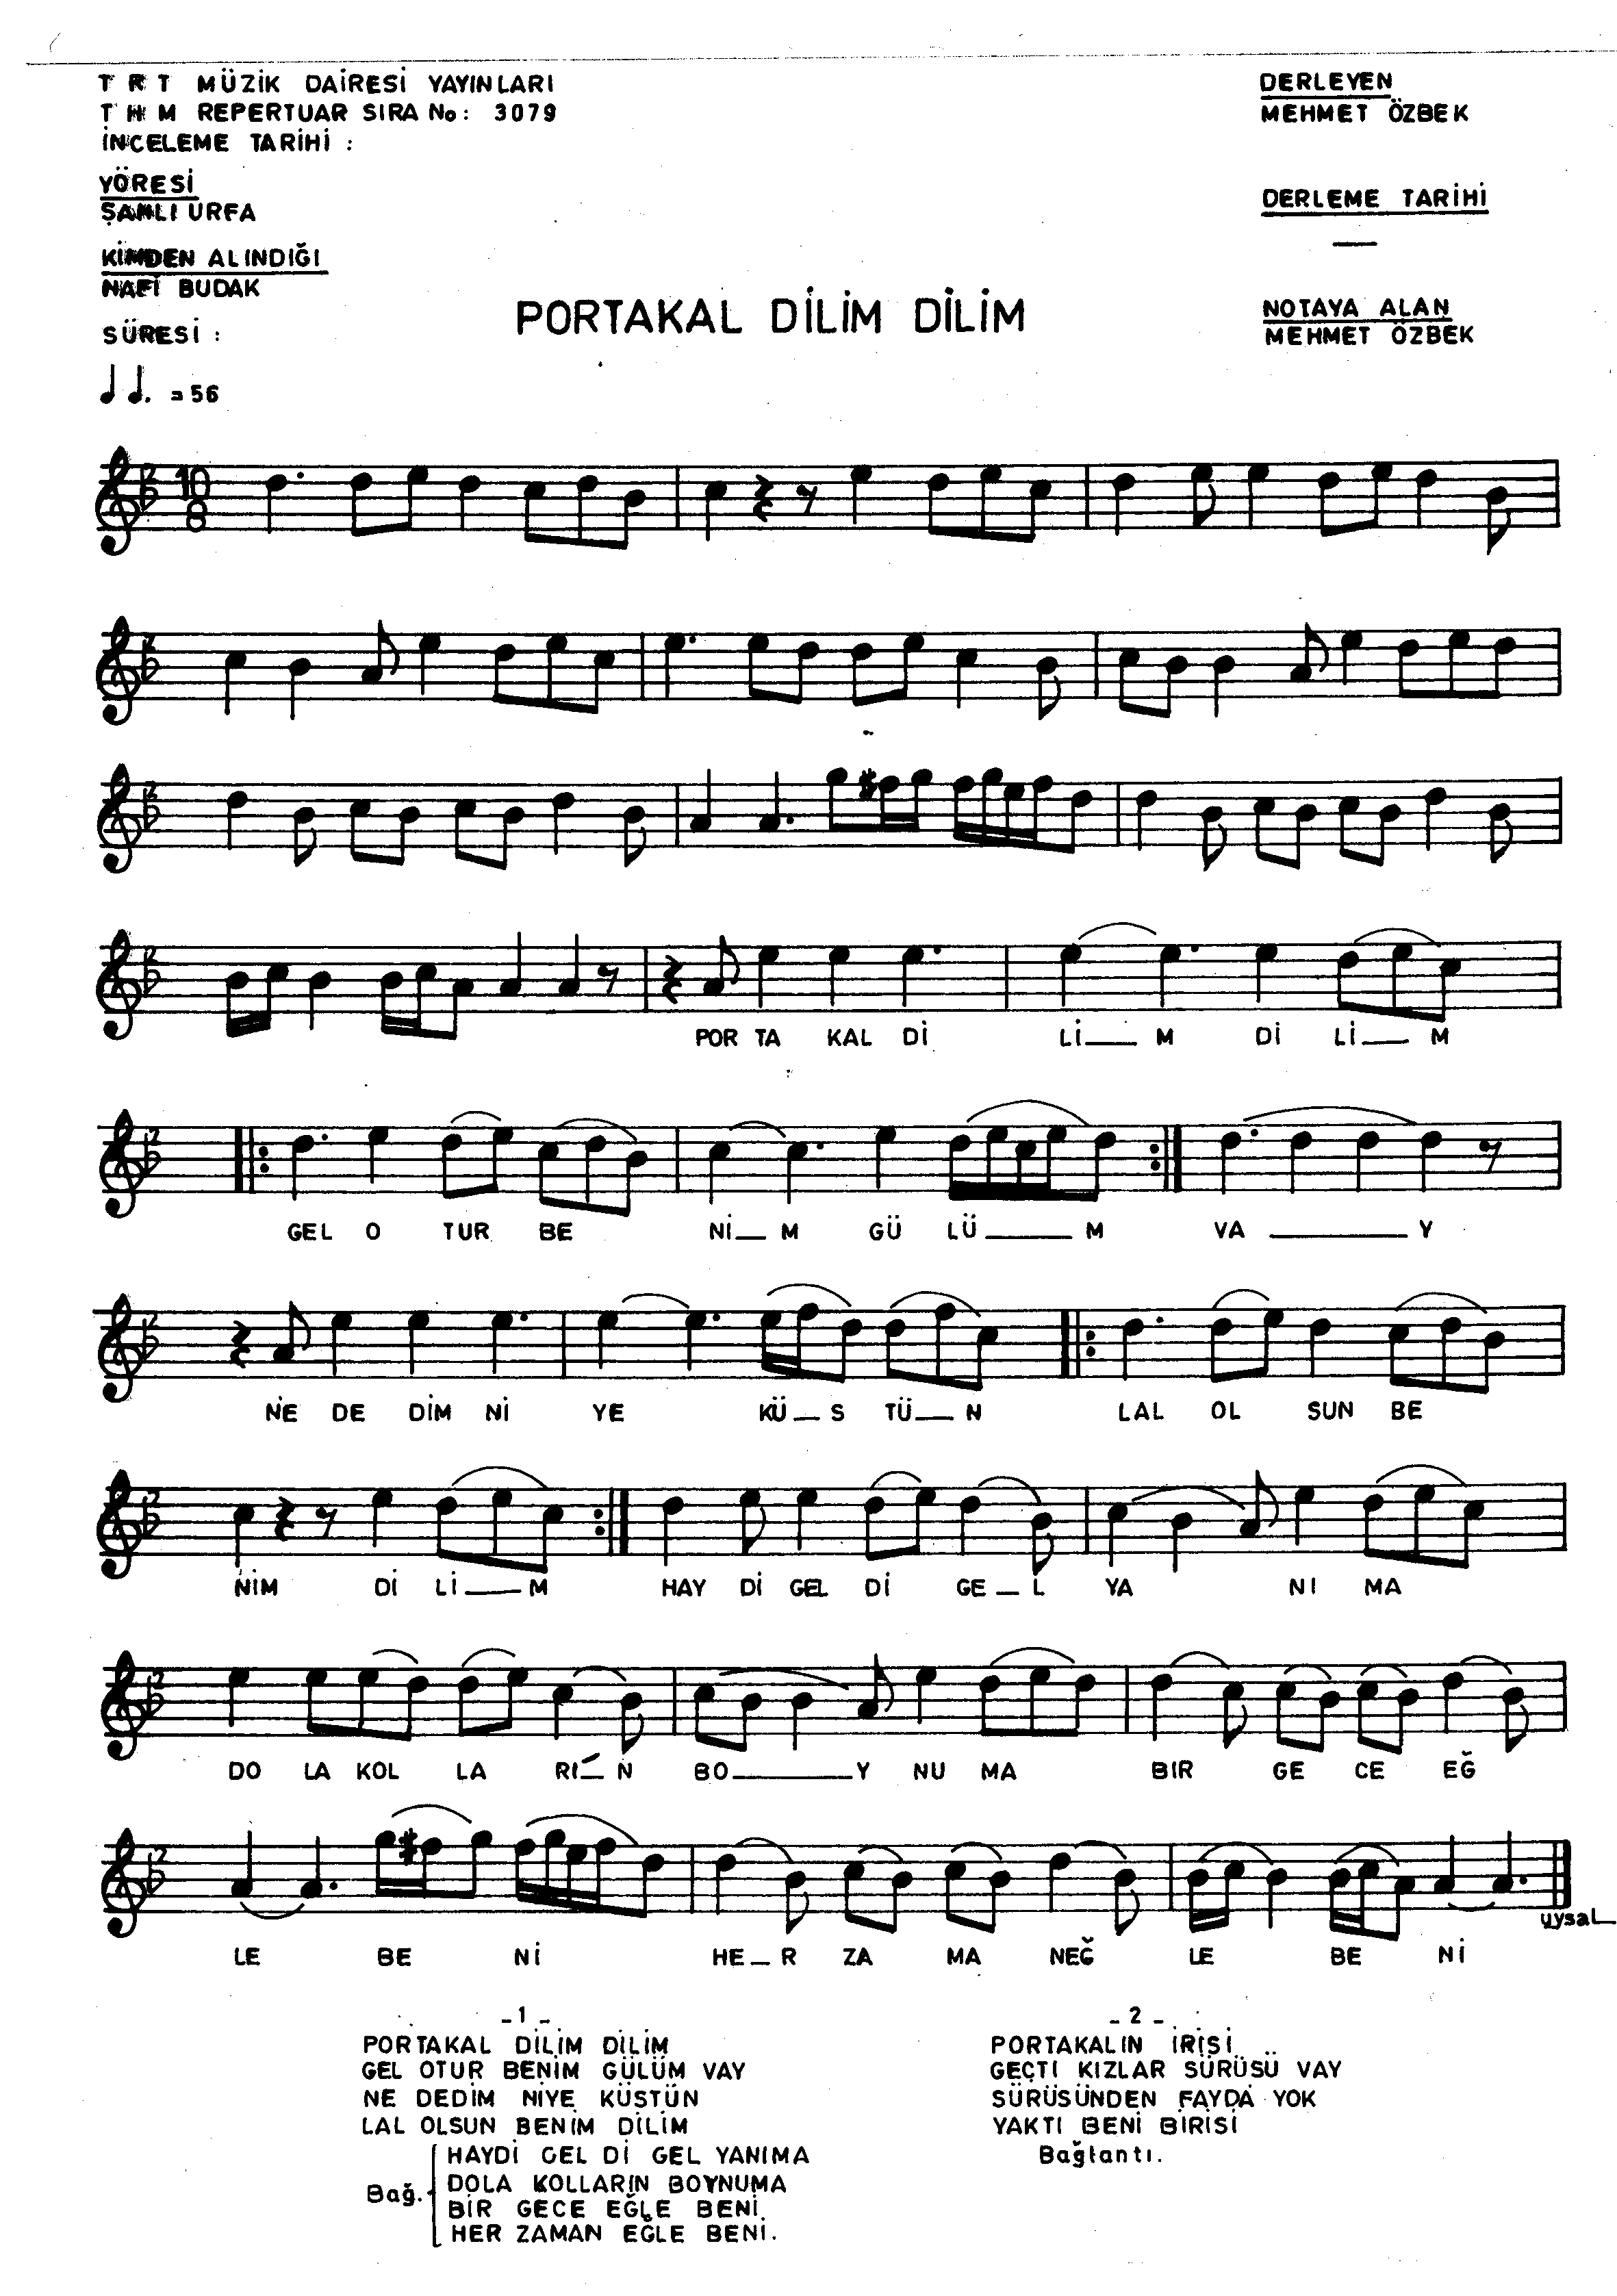 T R T MÜZİK DAİRESİ YAYINLARI
T H M REPERTUAR SIRA No: 3079
İNCELEME TARİHİ :
YÖRESİ
ŞANLI URFA
KİMDEN ALINDIĞI
NAFİ BUDAK
SÜRESİ :
= 56
DERLEYEN
MEHMET ÖZBEK
DERLEME TARİHİ
—
NOTAYA ALAN
MEHMET ÖZBEK
PORTAKAL DİLİM DİLİM
10
8
POR TA KAL Dİ Lİ — M Dİ Lİ — M
GEL O TUR BE Nİ — M GÜ LÜ — M VA — Y
NE DE DİM Nİ YE KÜ — S TÜ — N LAL OL SUN BE
NİM Dİ Lİ — M HAY Dİ GEL Dİ GE — L YA NI MA
DO LA KOL LA RI — N BO — Y NU MA BIR GE CE EĞ
LE BE Nİ HE — R ZA MA NEĞ LE BE Nİ
uysal
- 1 -
PORTAKAL DİLİM DİLİM
GEL OTUR BENİM GÜLÜM VAY
NE DEDİM NİYE KÜSTÜN
LAL OLSUN BENİM DİLİM
Bağ.
HAYDİ GEL Dİ GEL YANIMA
DOLA KOLLARIN BOYNUMA
BİR GECE EĞLE BENİ
HER ZAMAN EĞLE BENİ.
- 2 -
PORTAKALIN İRİSİ
GEÇTİ KIZLAR SÜRÜSÜ VAY
SÜRÜSÜNDEN FAYDA YOK
YAKTI BENİ BİRİSİ
Bağlantı.